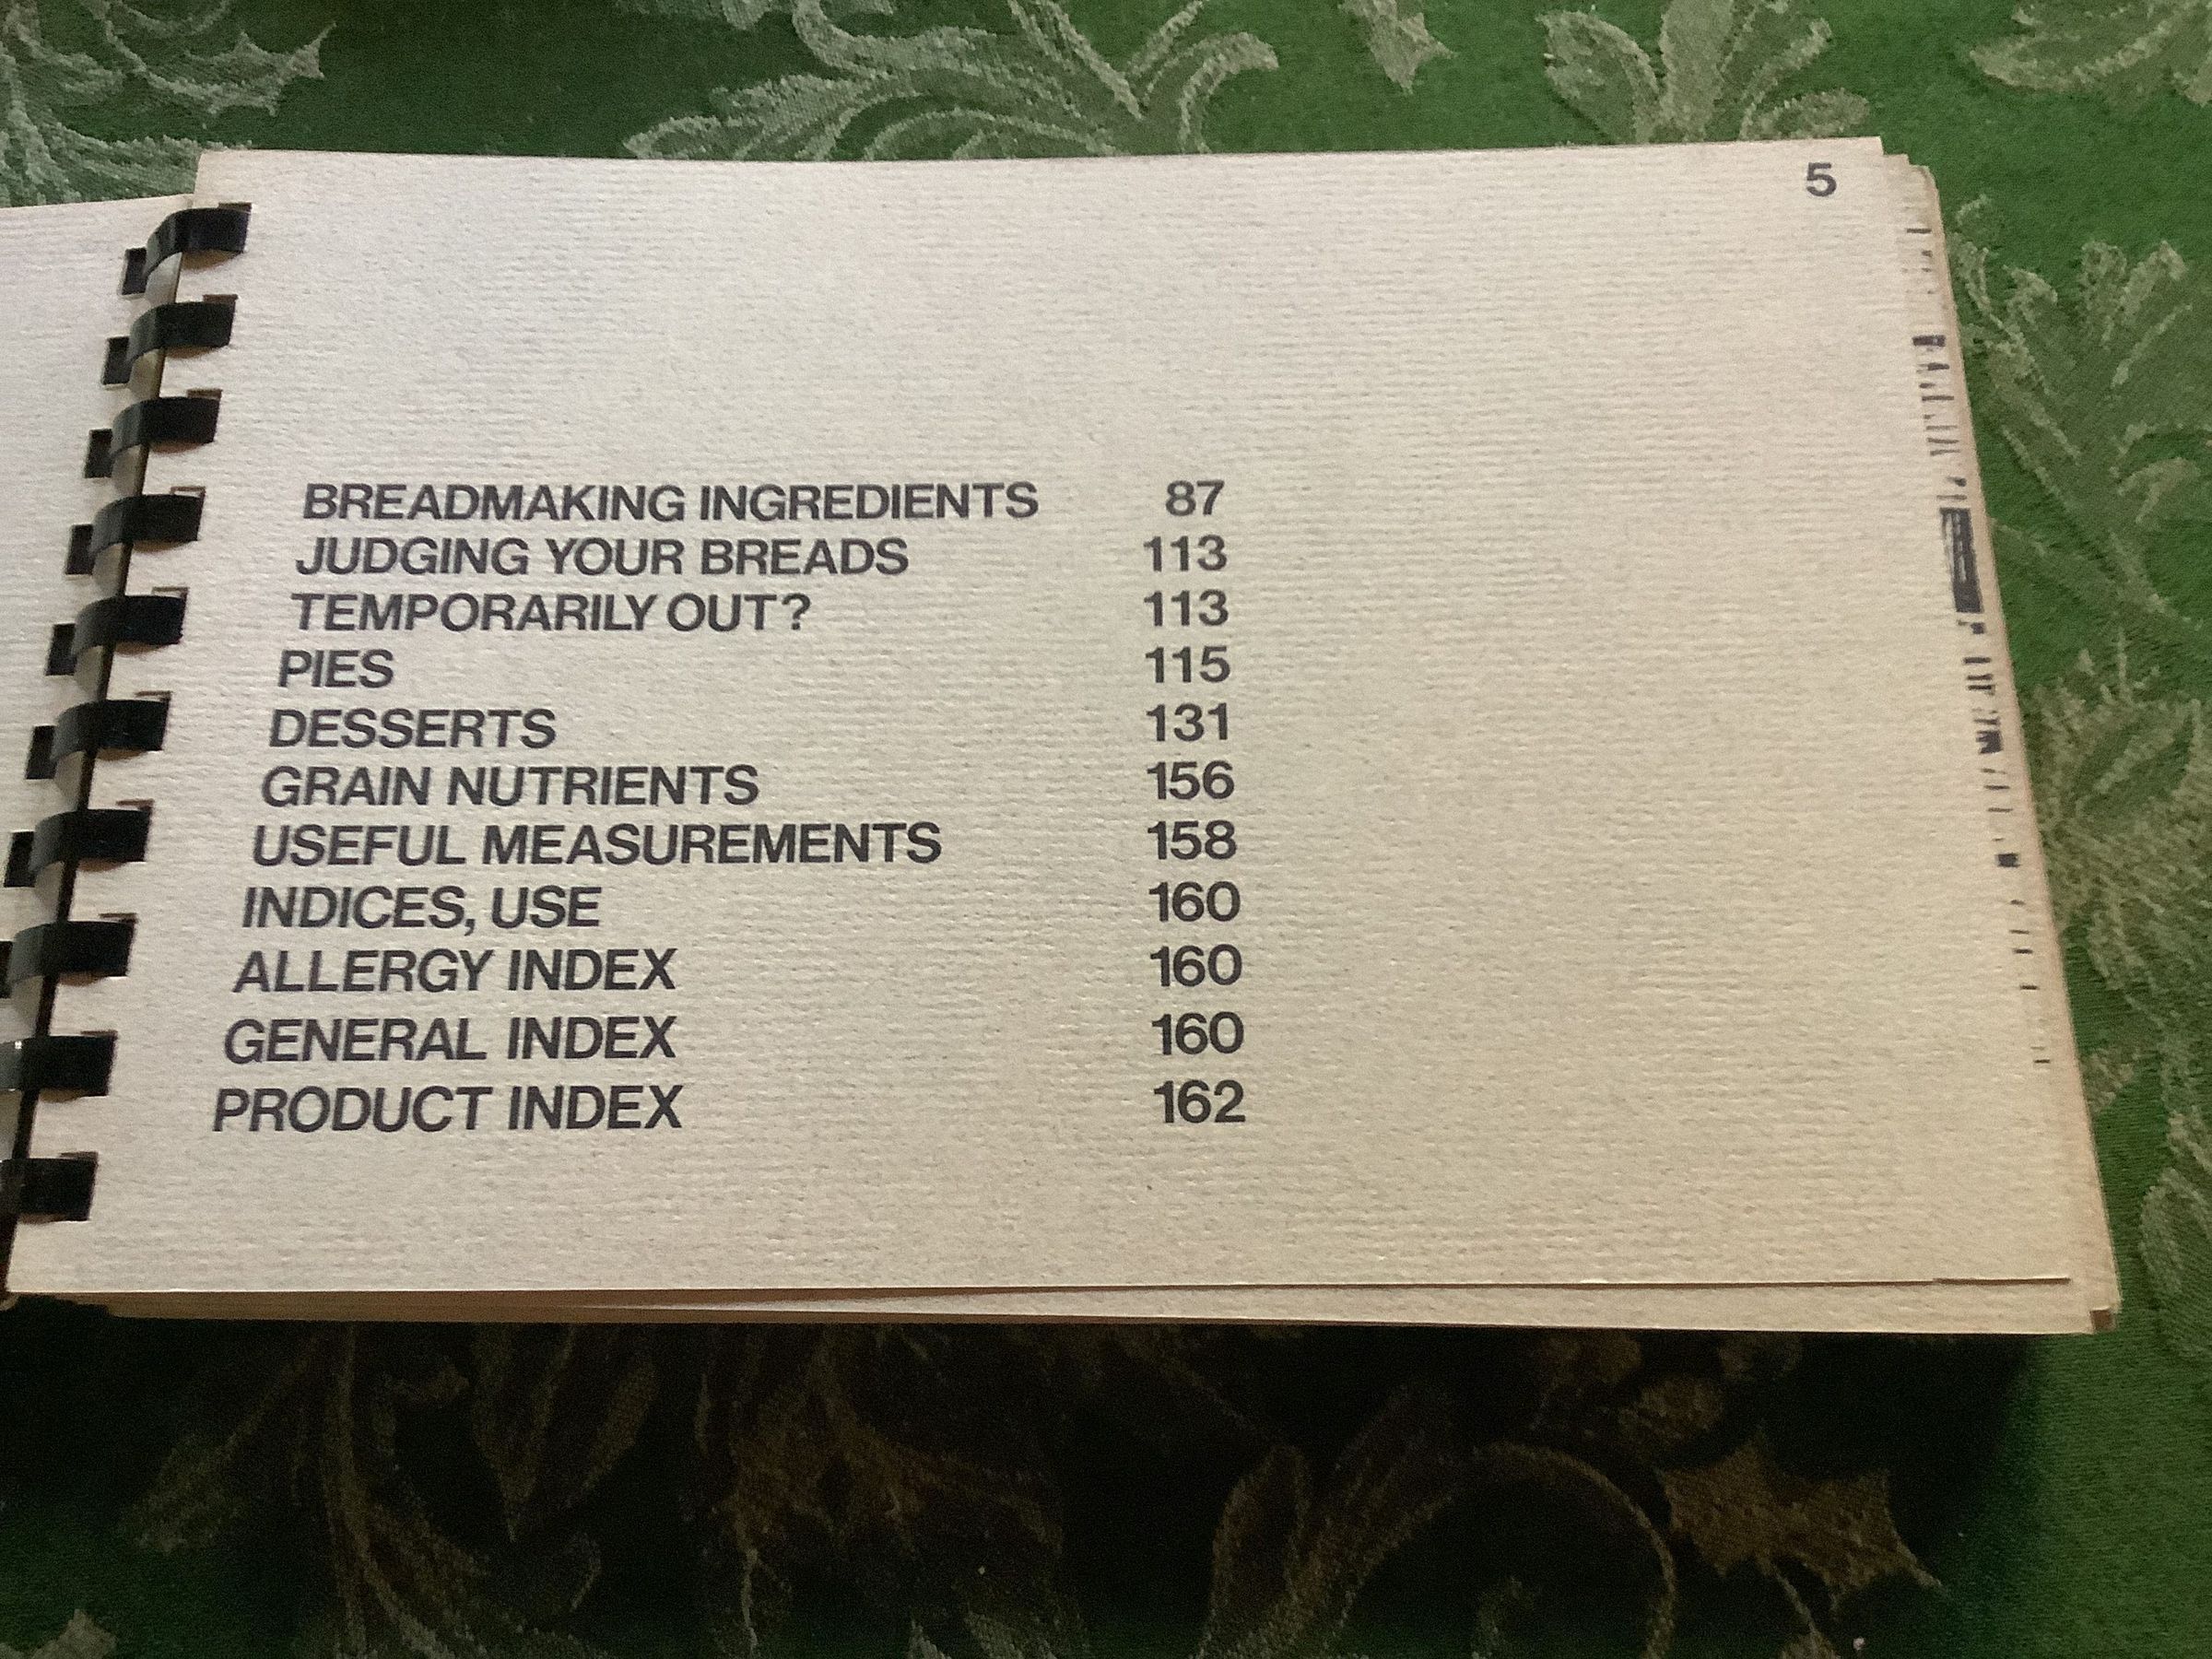 5
BREADMAKING INGREDIENTS 87
JUDGING YOUR BREADS 113
TEMPORARILY OUT? 113
PIES 115
DESSERTS 131
GRAIN NUTRIENTS 156
USEFUL MEASUREMENTS 158
INDICES, USE 160
ALLERGY INDEX 160
GENERAL INDEX 160
PRODUCT INDEX 162